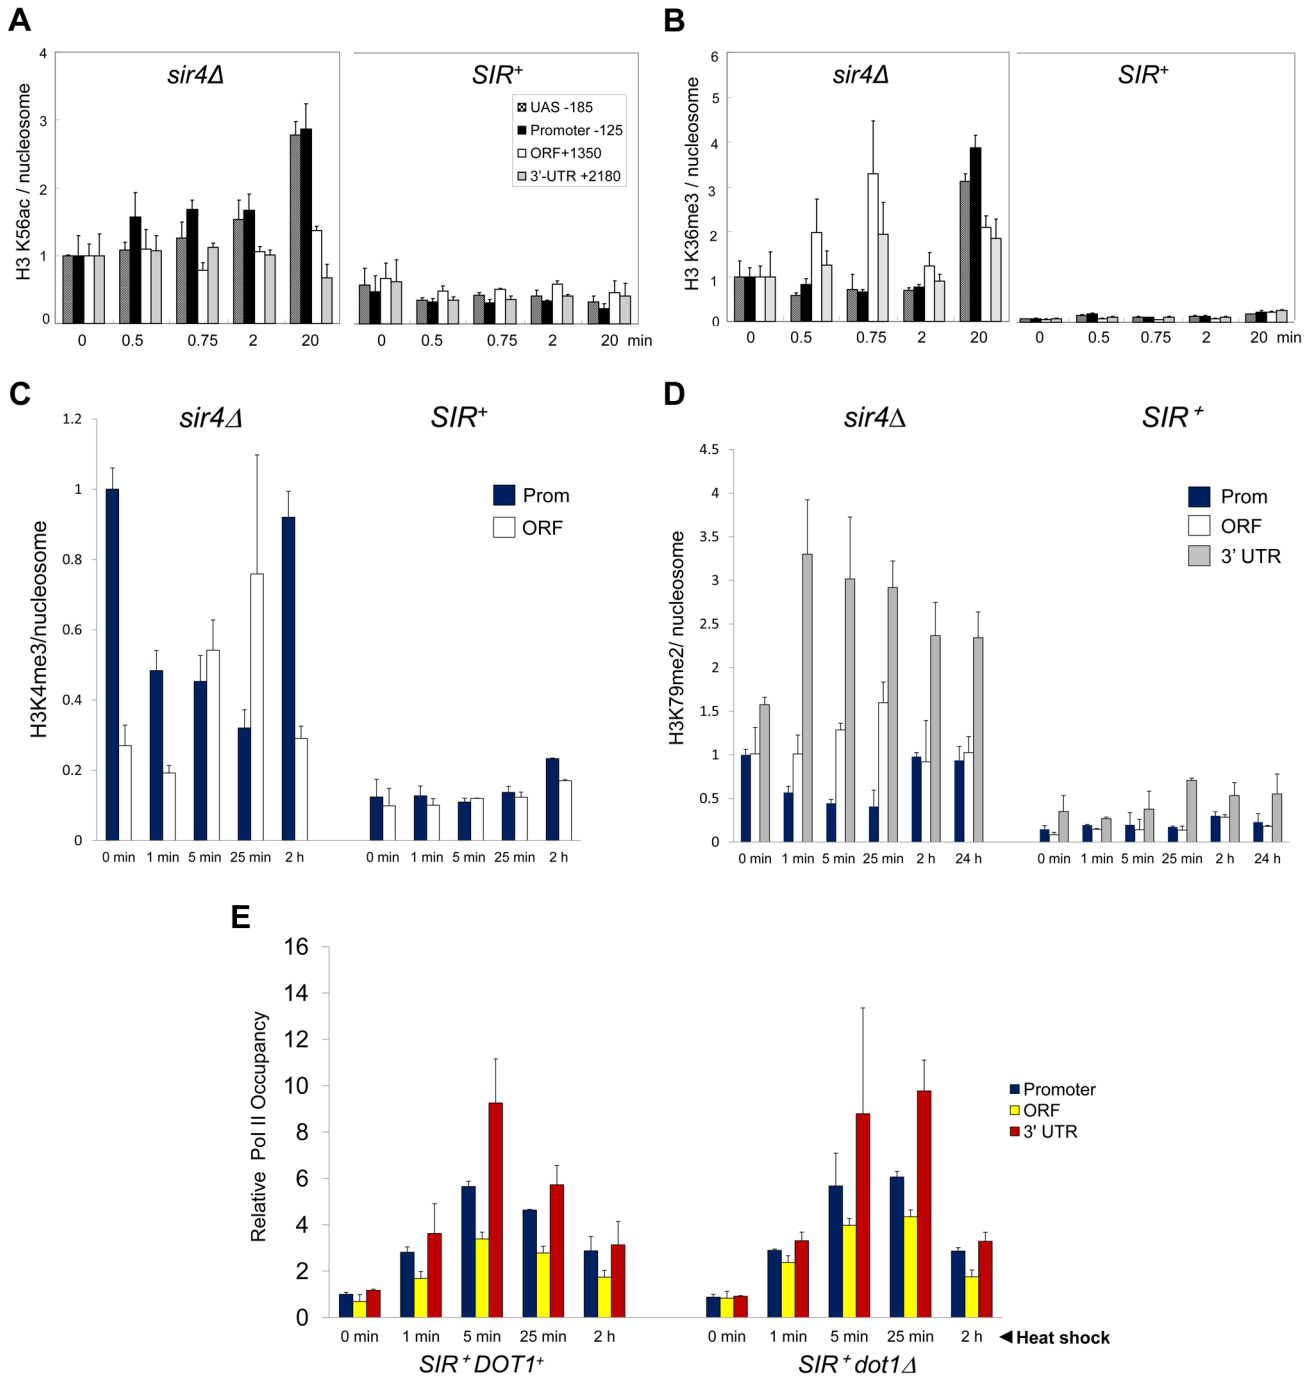 A
sir4Δ
SIR+
H3 K56ac / nucleosome
4
3
2
1
0
UAS -185
Promoter -125
ORF+1350
3'-UTR +2180
0 0.5 0.75 2 20
0 0.5 0.75 2 20 min
B
sir4Δ
SIR+
H3 K36me3 / nucleosome
6
5
4
3
2
1
0
0 0.5 0.75 2 20
0 0.5 0.75 2 20 min
C
sir4Δ
SIR+
H3K4me3/nucleosome
1.2
1
0.8
0.6
0.4
0.2
0
Prom
ORF
0 min 1 min 5 min 25 min 2 h
0 min 1 min 5 min 25 min 2 h
D
sir4Δ
SIR+
H3K79me2/ nucleosome
4.5
4
3.5
3
2.5
2
1.5
1
0.5
0
Prom
ORF
3' UTR
0 min 1 min 5 min 25 min 2 h 24 h
0 min 1 min 5 min 25 min 2 h 24 h
E
Relative Pol II Occupancy
16
14
12
10
8
6
4
2
0
Promoter
ORF
3' UTR
0 min 1 min 5 min 25 min 2 h
0 min 1 min 5 min 25 min 2 h
◄ Heat shock
SIR+ DOT1+
SIR+ dot1Δ